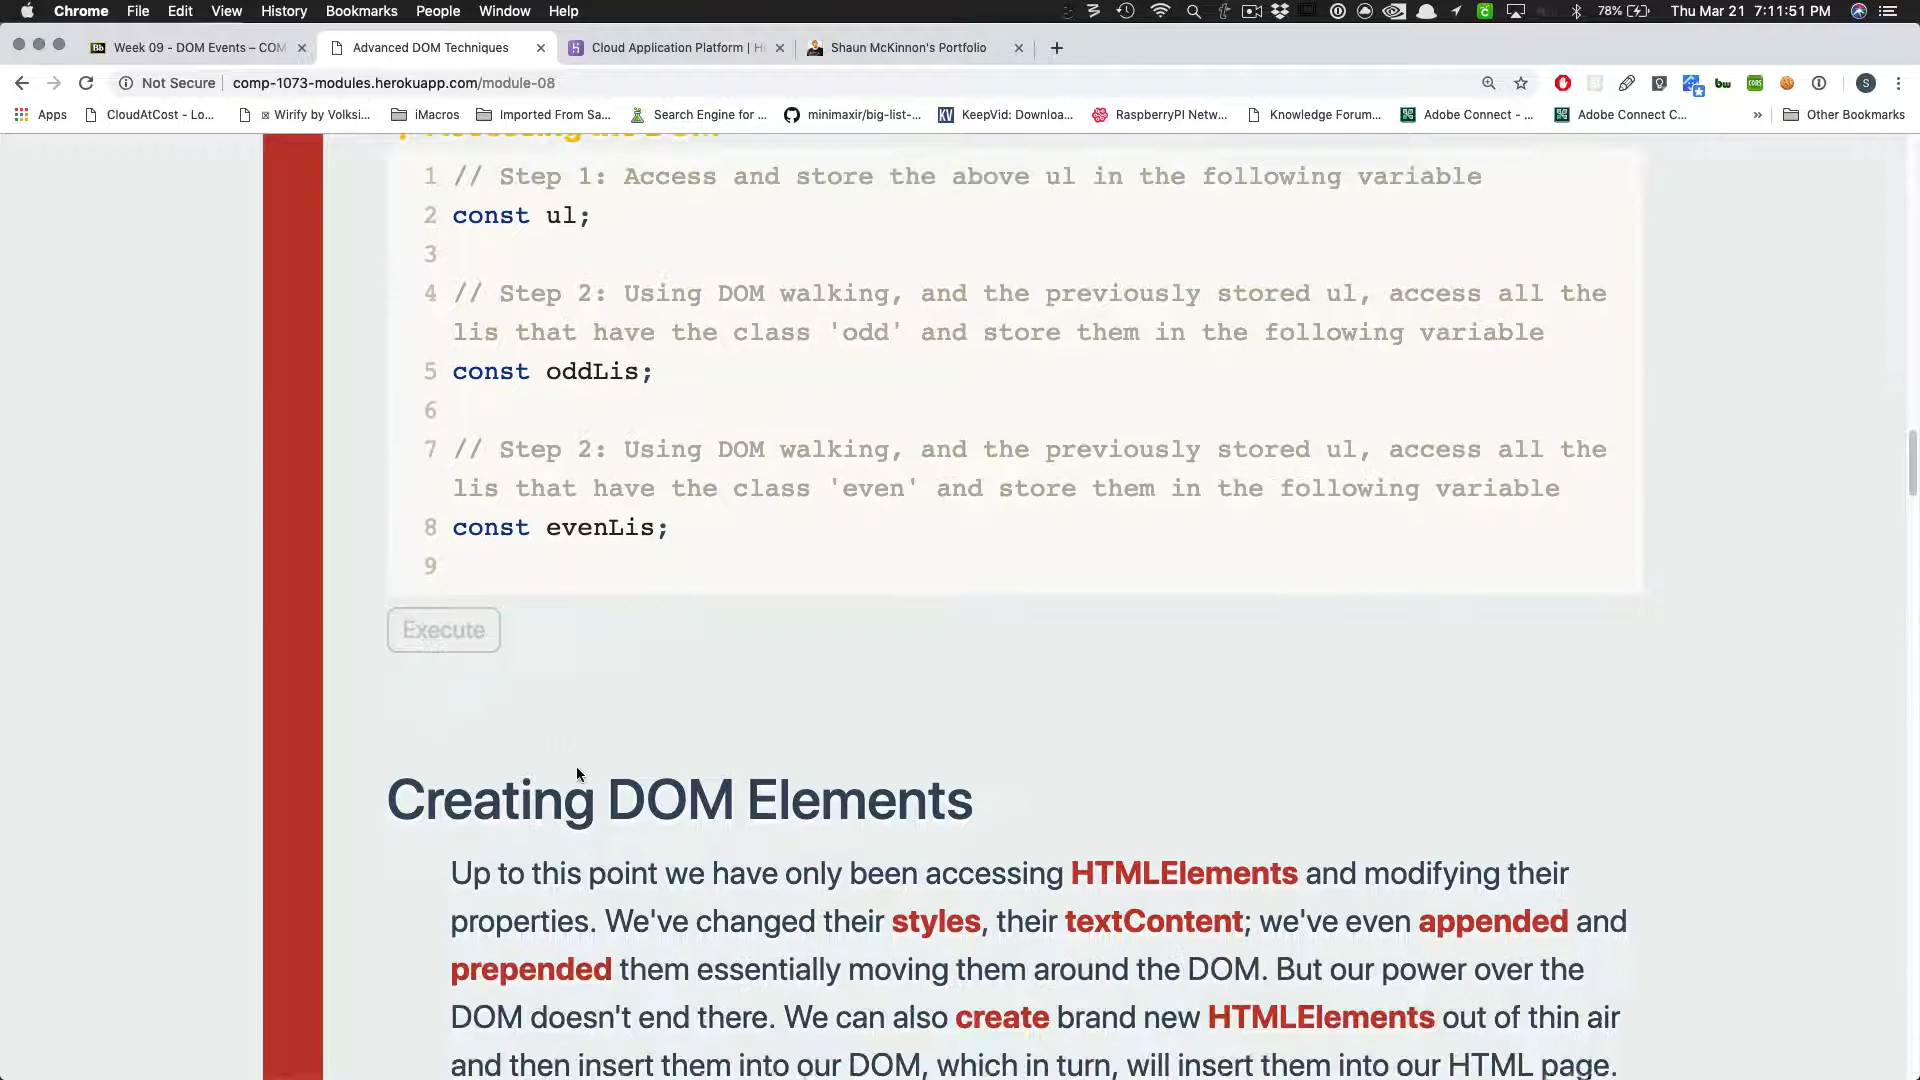 Chrome File Edit View History Bookmarks People Window Help 78% Thu Mar 21 7:11:51 PM
Week 09 - DOM Events – COM Advanced DOM Techniques Cloud Application Platform | H Shaun McKinnon's Portfolio
Not Secure comp-1073-modules.herokuapp.com/module-08
Apps CloudAtCost - Lo... Wirify by Volksi... iMacros Imported From Sa... Search Engine for ... minimaxir/big-list-... KeepVid: Downloa... RaspberryPI Netw... Knowledge Forum... Adobe Connect - ... Adobe Connect C... » Other Bookmarks
1 // Step 1: Access and store the above ul in the following variable
2 const ul;
3
4 // Step 2: Using DOM walking, and the previously stored ul, access all the
lis that have the class 'odd' and store them in the following variable
5 const oddLis;
6
7 // Step 2: Using DOM walking, and the previously stored ul, access all the
lis that have the class 'even' and store them in the following variable
8 const evenLis;
9
Execute
Creating DOM Elements
Up to this point we have only been accessing HTMLElements and modifying their
properties. We've changed their styles, their textContent; we've even appended and
prepended them essentially moving them around the DOM. But our power over the
DOM doesn't end there. We can also create brand new HTMLElements out of thin air
and then insert them into our DOM, which in turn, will insert them into our HTML page.